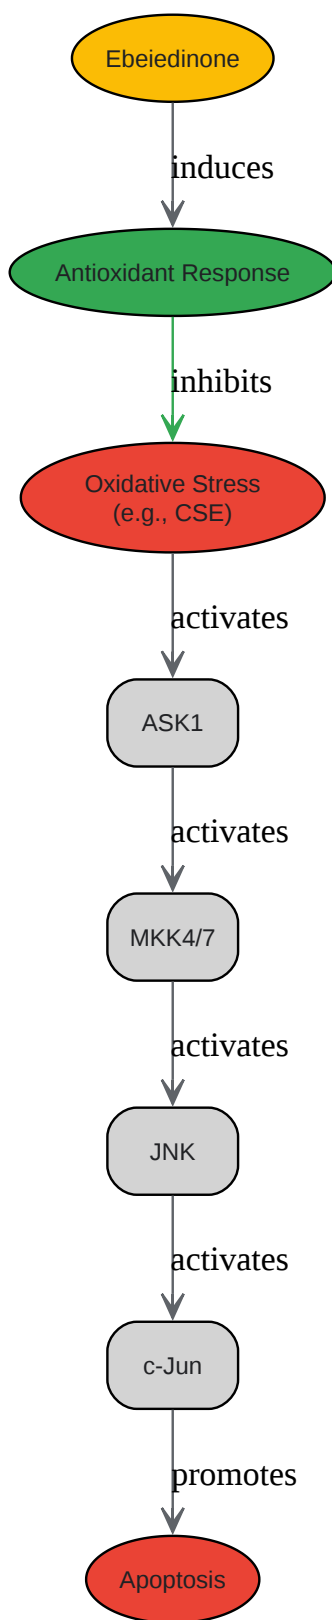 Ebeiedinone
induces
Antioxidant Response
inhibits
Oxidative Stress
(e.g., CSE)
activates
ASK1
activates
MKK4/7
activates
JNK
activates
c-Jun
promotes
Apoptosis